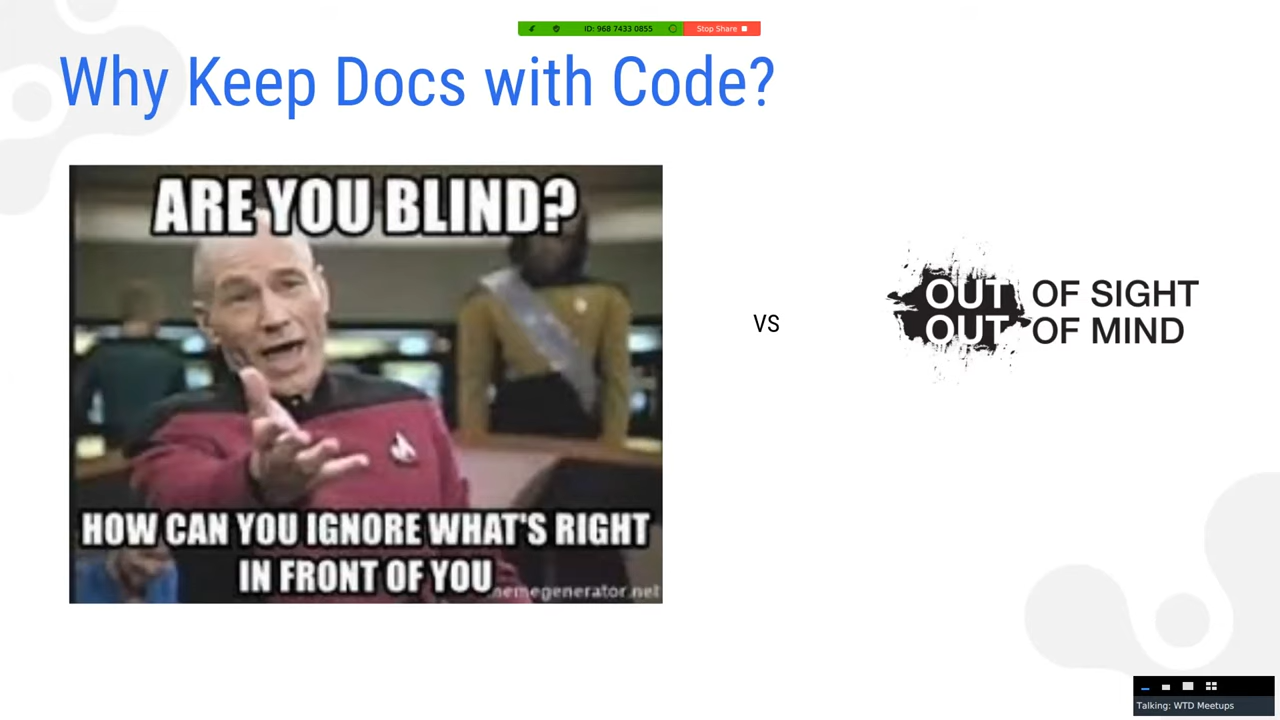 ID: 968 7433 0855
Stop Share
Why Keep Docs with Code?
ARE YOU BLIND?
HOW CAN YOU IGNORE WHAT'S RIGHT
IN FRONT OF YOU
memegenerator.net
VS
OUT OF SIGHT
OUT OF MIND
Talking: WTD Meetups